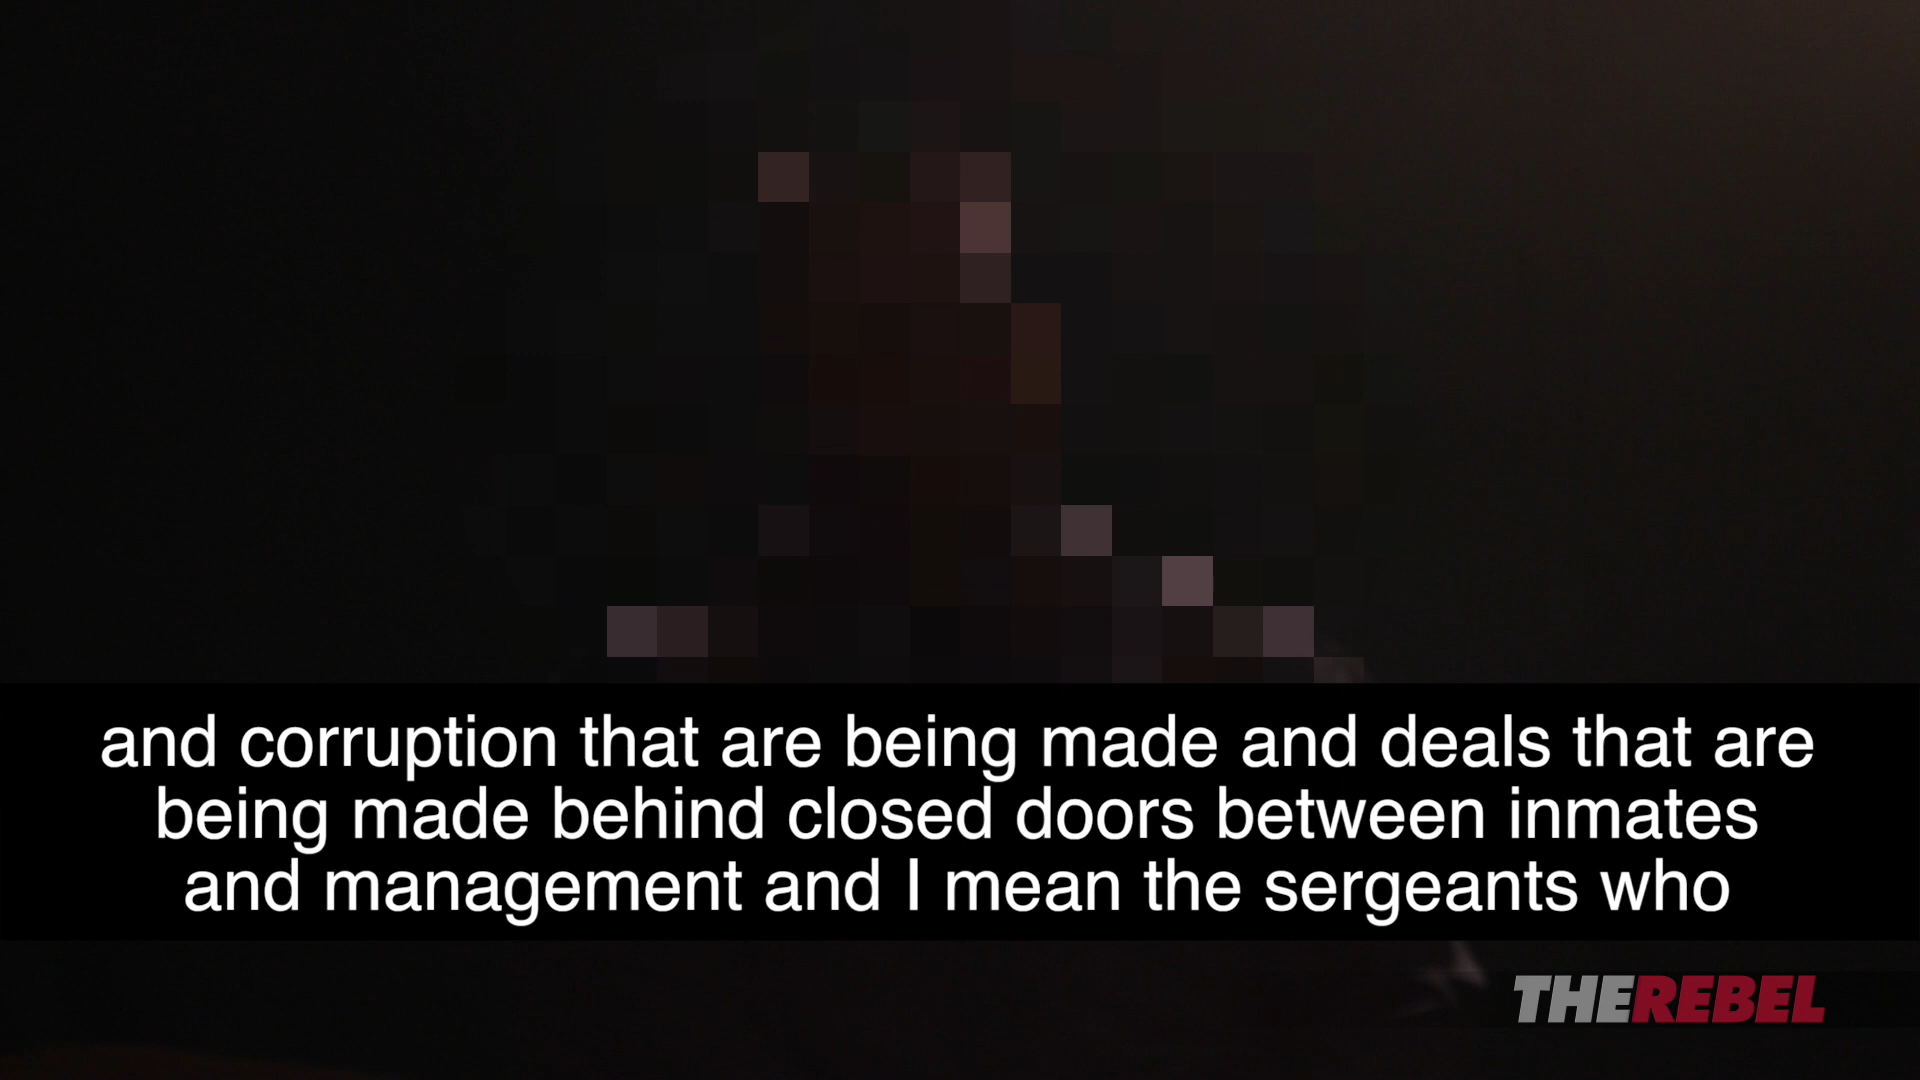 and corruption that are being made and deals that are
being made behind closed doors between inmates
and management and I mean the sergeants who
THEREBEL